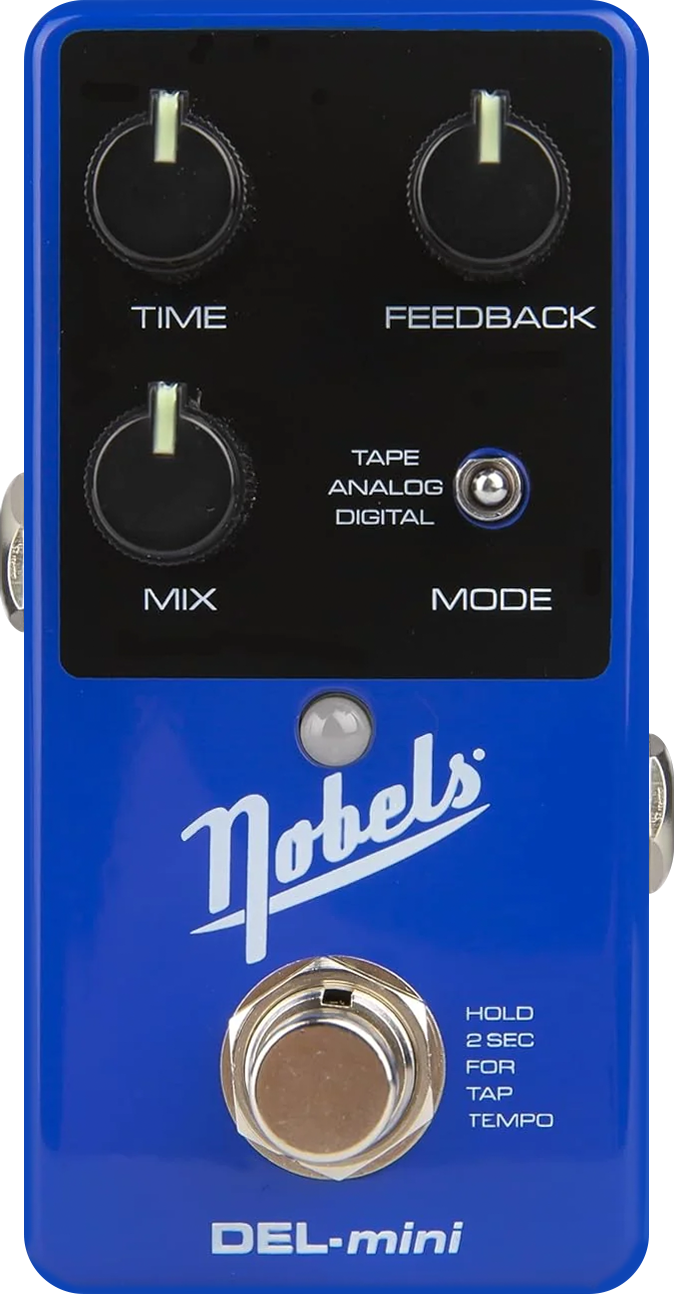 TIME
FEEDBACK
TAPE
ANALOG
DIGITAL
MIX
MODE
Nobels
HOLD
2 SEC
FOR
TAP
TEMPO
DEL-mini